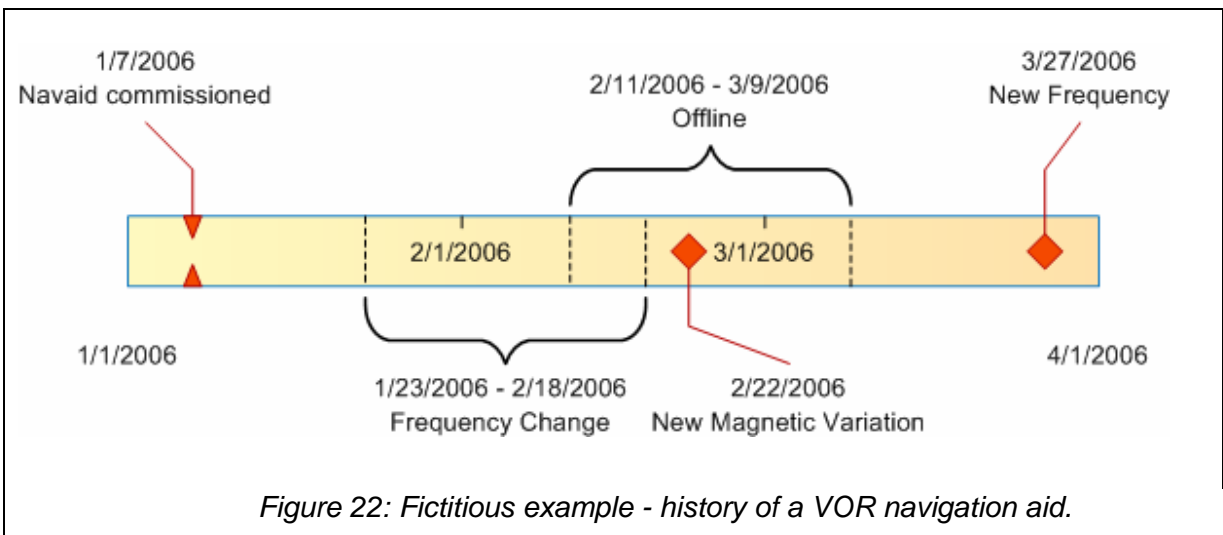 1/7/2006
Navaid commissioned
2/11/2006 - 3/9/2006
Offline
3/27/2006
New Frequency
2/1/2006
3/1/2006
1/1/2006
4/1/2006
1/23/2006 - 2/18/2006
Frequency Change
2/22/2006
New Magnetic Variation
Figure 22: Fictitious example - history of a VOR navigation aid.